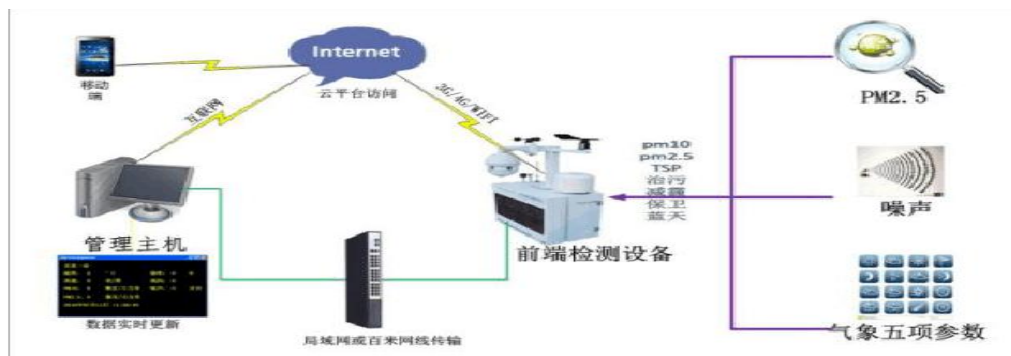 Internet
移动
端
云平台访问
互联网
3G/4G/WIFI
PM2.5
pm10
pm2.5
TSP
治污
减霾
保卫
蓝天
噪声
管理主机
前端检测设备
数据实时更新
局域网或百米网线传输
气象五项参数